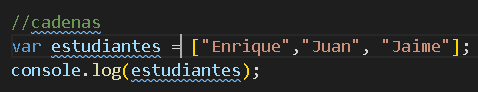 //cadenas
var estudiantes = ["Enrique","Juan", "Jaime"];
console.log(estudiantes);